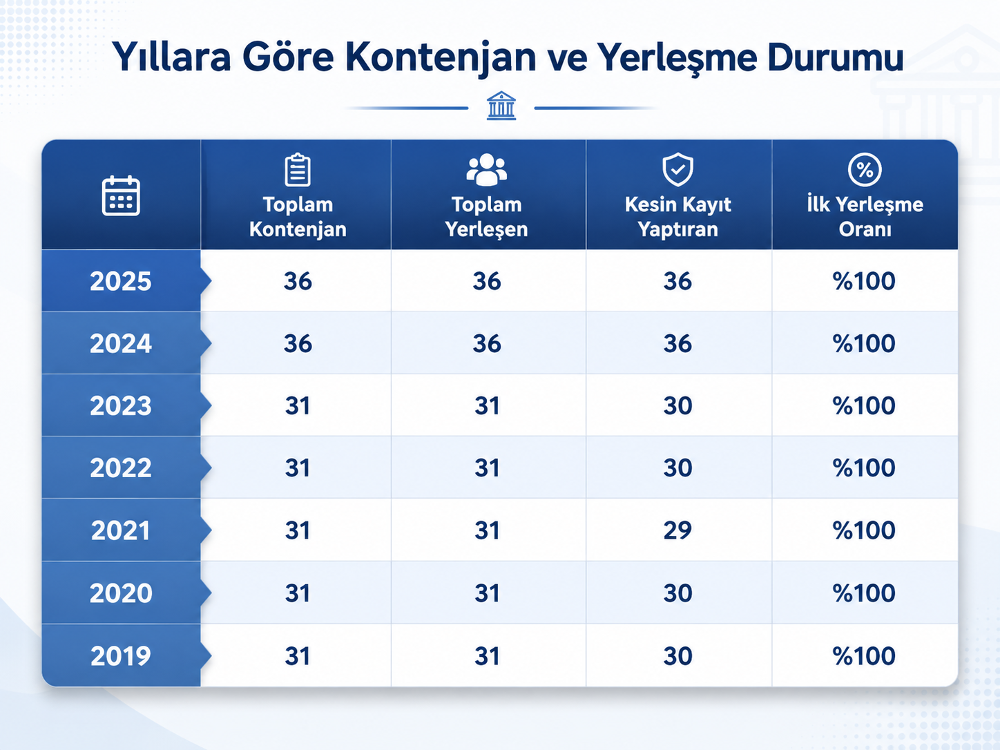 Yıllara Göre Kontenjan ve Yerleşme Durumu
Toplam Kontenjan
Toplam Yerleşen
Kesin Kayıt Yaptıran
İlk Yerleşme Oranı
2025 36 36 36 %100
2024 36 36 36 %100
2023 31 31 30 %100
2022 31 31 30 %100
2021 31 31 29 %100
2020 31 31 30 %100
2019 31 31 30 %100